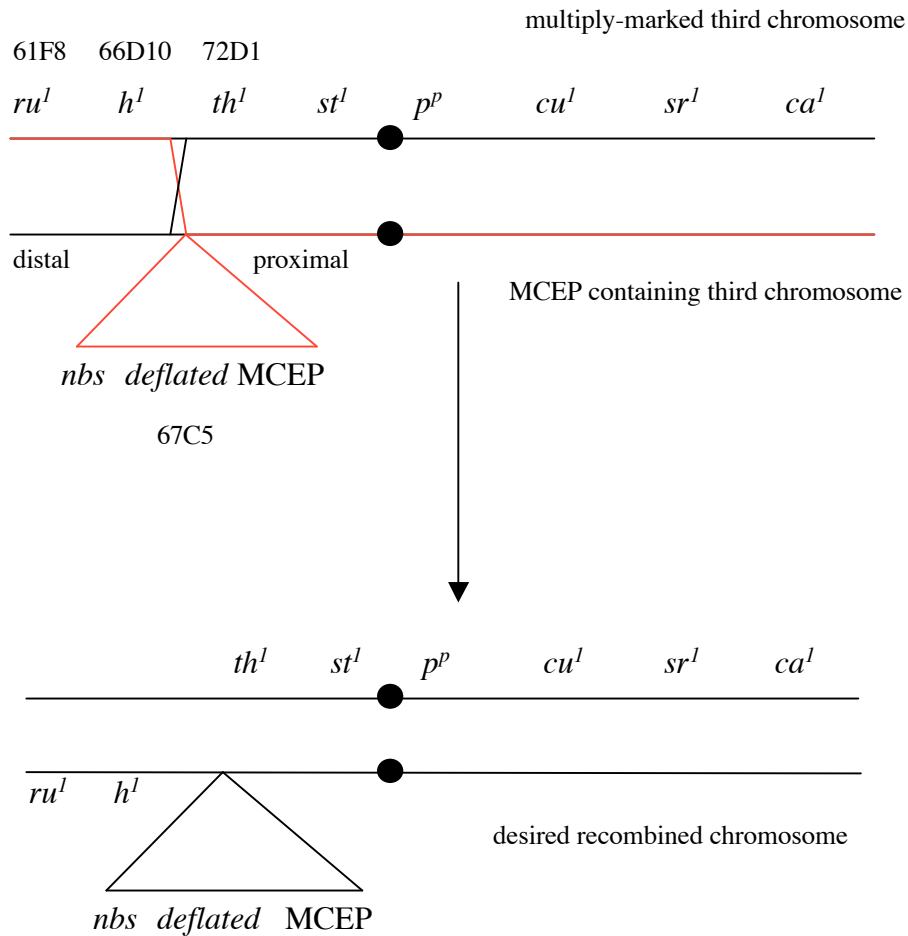 multiply-marked third chromosome
61F8 66D10 72D1
ru¹ h¹ th¹ st¹ pᵖ cu¹ sr¹ ca¹
distal proximal
MCEP containing third chromosome
nbs deflated MCEP
67C5
th¹ st¹ pᵖ cu¹ sr¹ ca¹
ru¹ h¹
desired recombined chromosome
nbs deflated MCEP